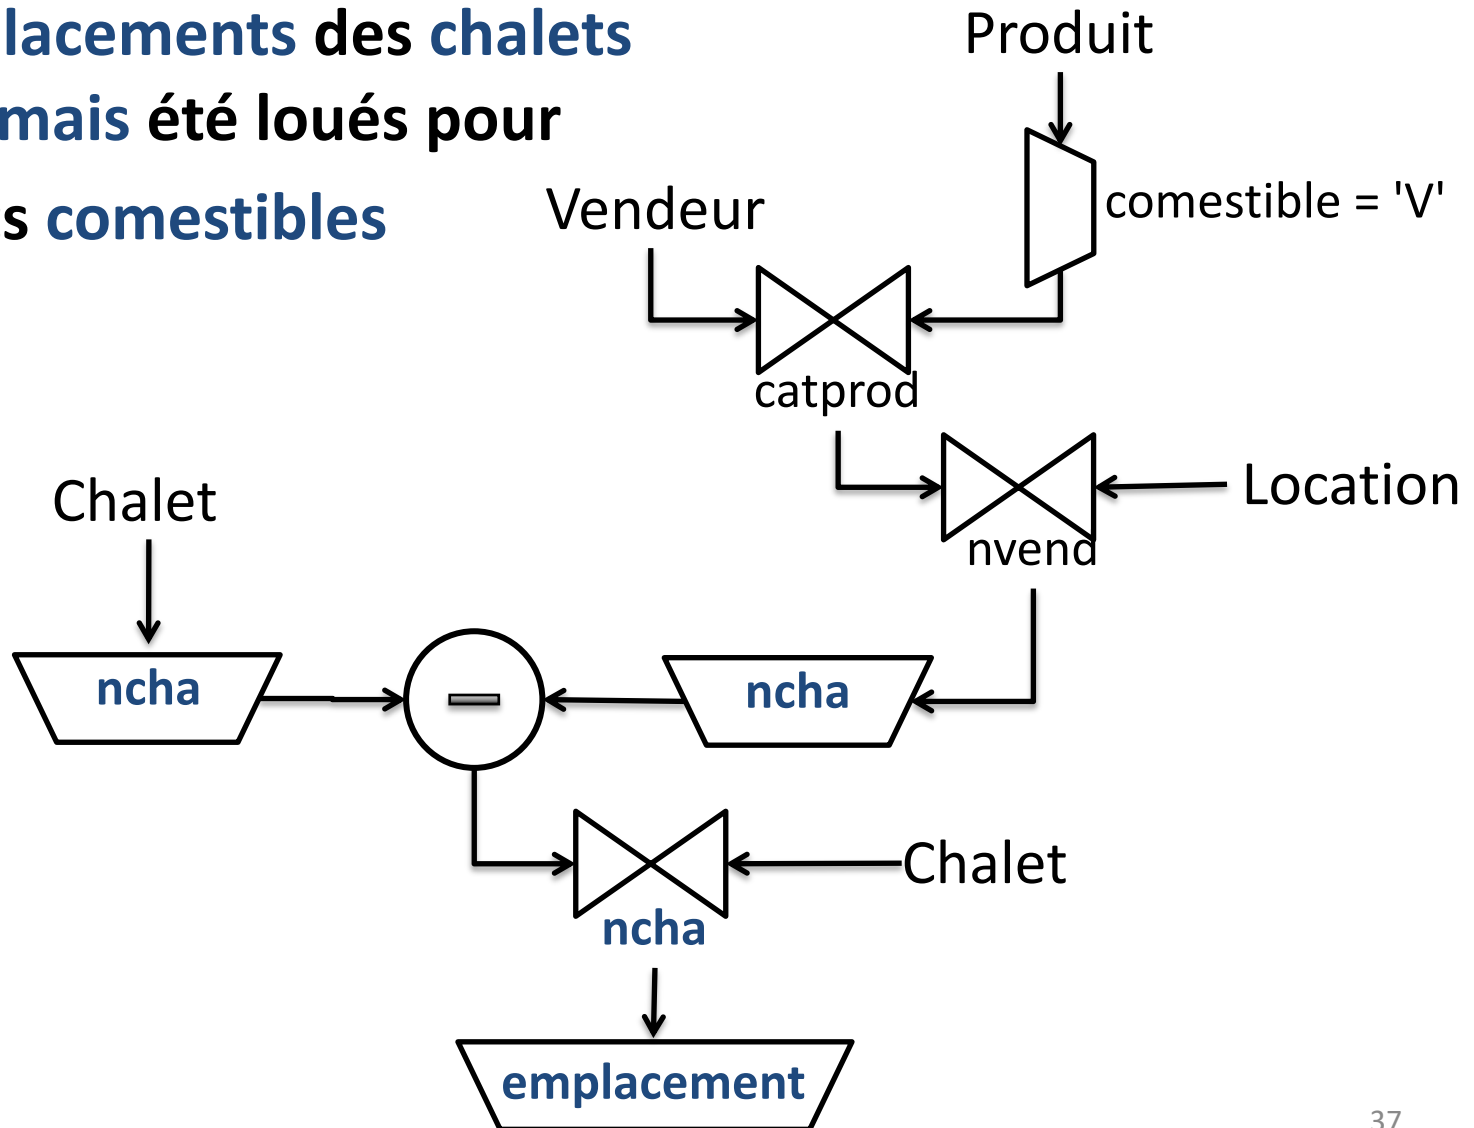 lacements des chalets
mais été loués pour
s comestibles
Produit
comestible = 'V'
Vendeur
catprod
Location
nvend
Chalet
ncha
-
ncha
Chalet
ncha
emplacement
37